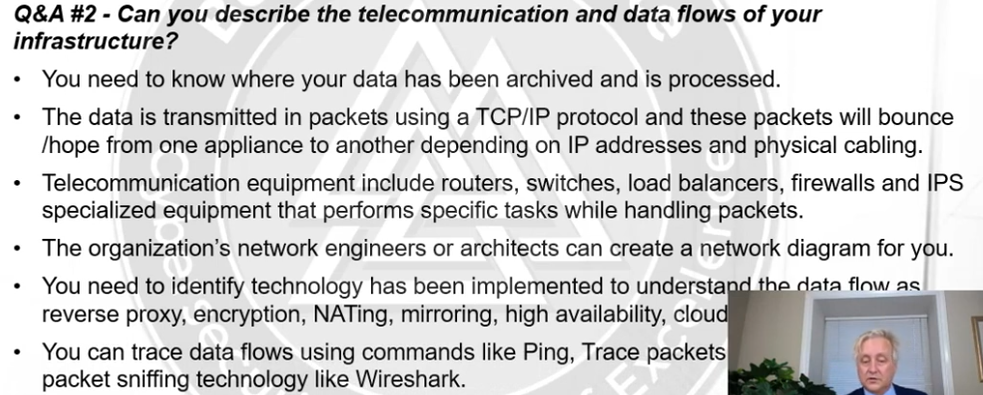 Q&A #2 - Can you describe the telecommunication and data flows of your
infrastructure?
• You need to know where your data has been archived and is processed.
• The data is transmitted in packets using a TCP/IP protocol and these packets will bounce
/hope from one appliance to another depending on IP addresses and physical cabling.
• Telecommunication equipment include routers, switches, load balancers, firewalls and IPS
specialized equipment that performs specific tasks while handling packets.
• The organization's network engineers or architects can create a network diagram for you.
• You need to identify technology has been implemented to understand the data flow as
reverse proxy, encryption, NATing, mirroring, high availability, cloud
• You can trace data flows using commands like Ping, Trace packets
packet sniffing technology like Wireshark.